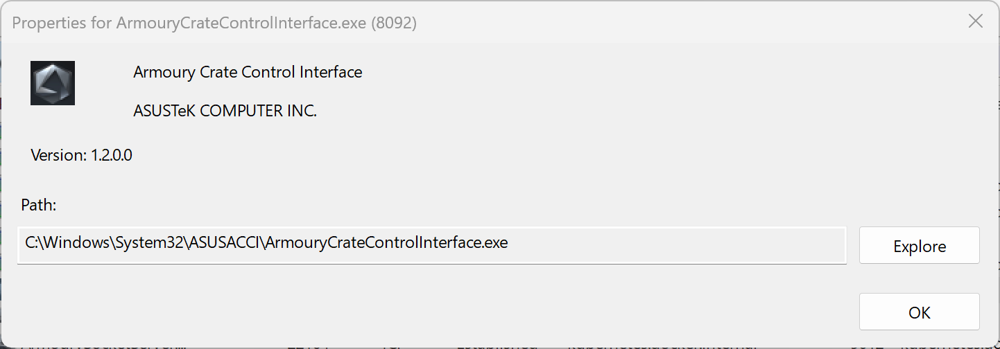 Properties for ArmouryCrateControlInterface.exe (8092)
Armoury Crate Control Interface
ASUSTeK COMPUTER INC.
Version: 1.2.0.0
Path:
C:\Windows\System32\ASUSACCI\ArmouryCrateControlInterface.exe
Explore
OK